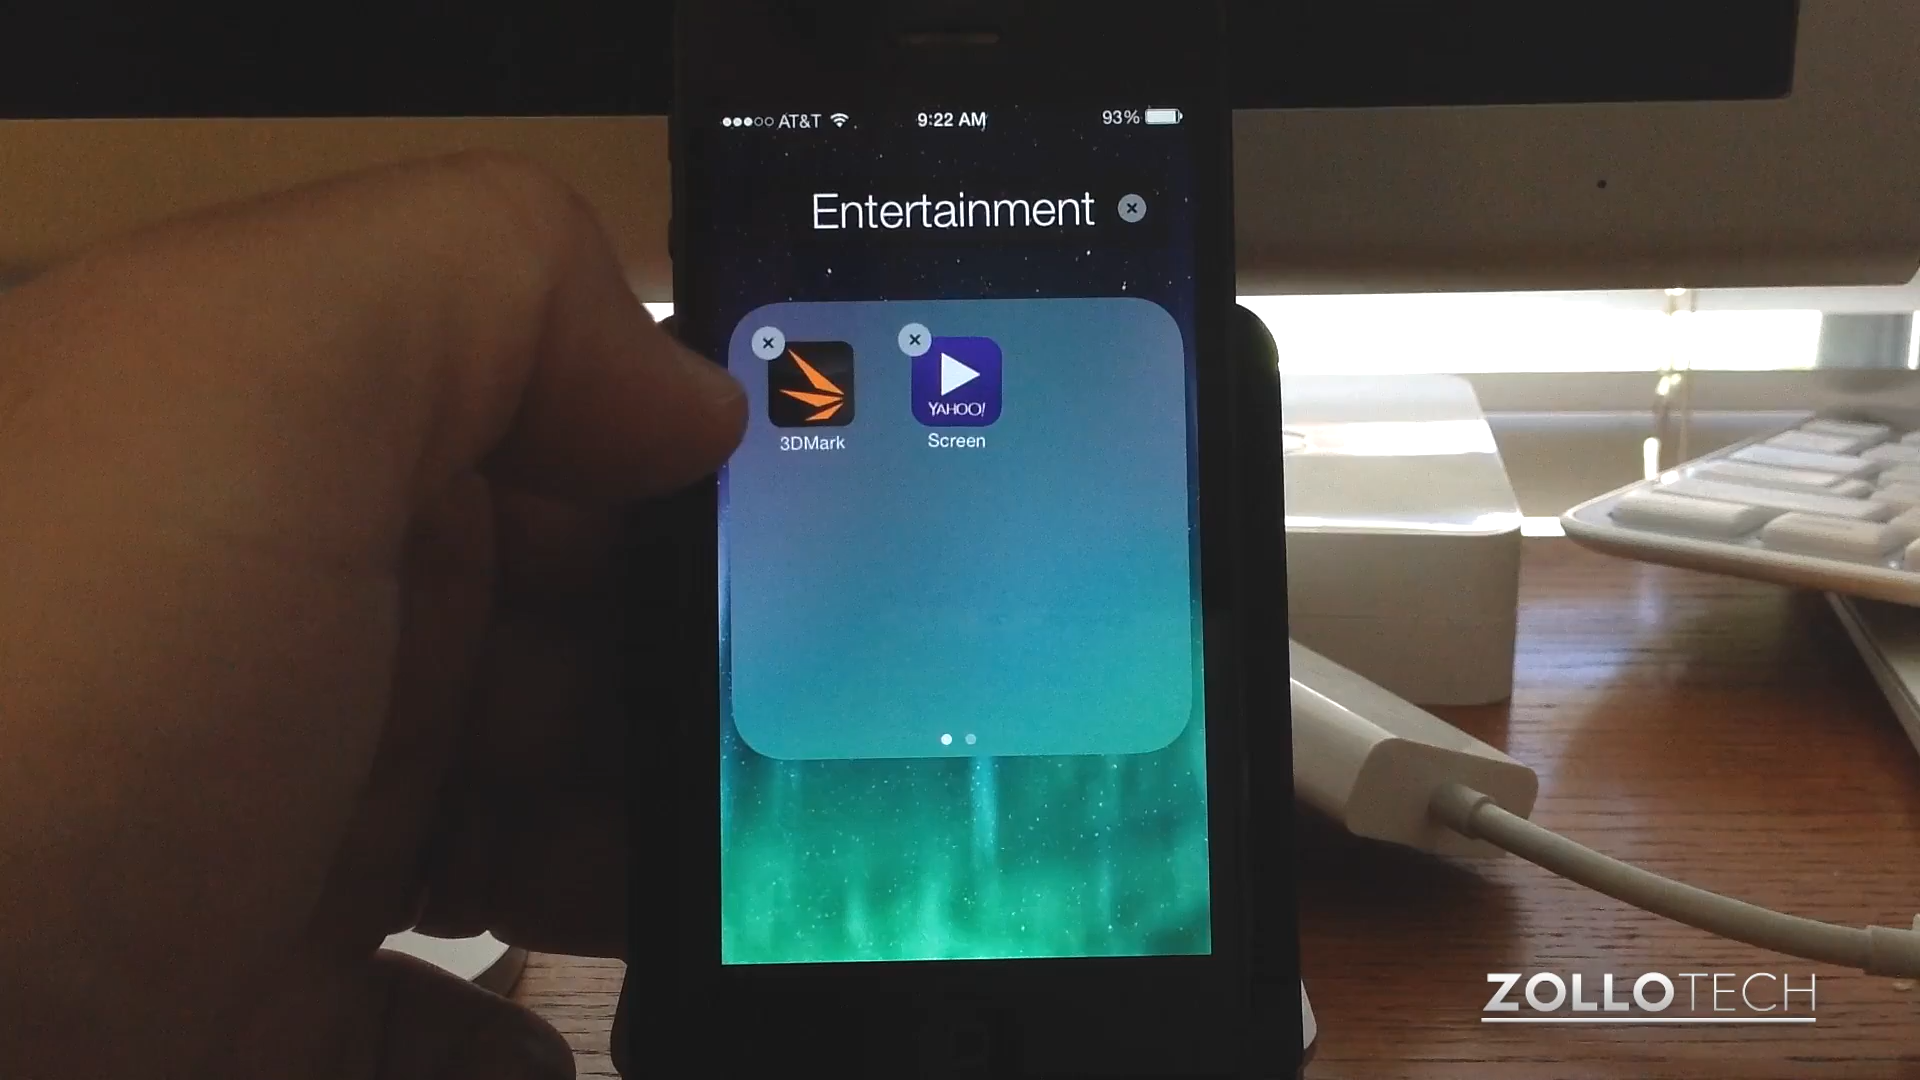 AT&T 9:22 AM 93%
Entertainment
YAHOO!
3DMark Screen
ZOLLOTECH